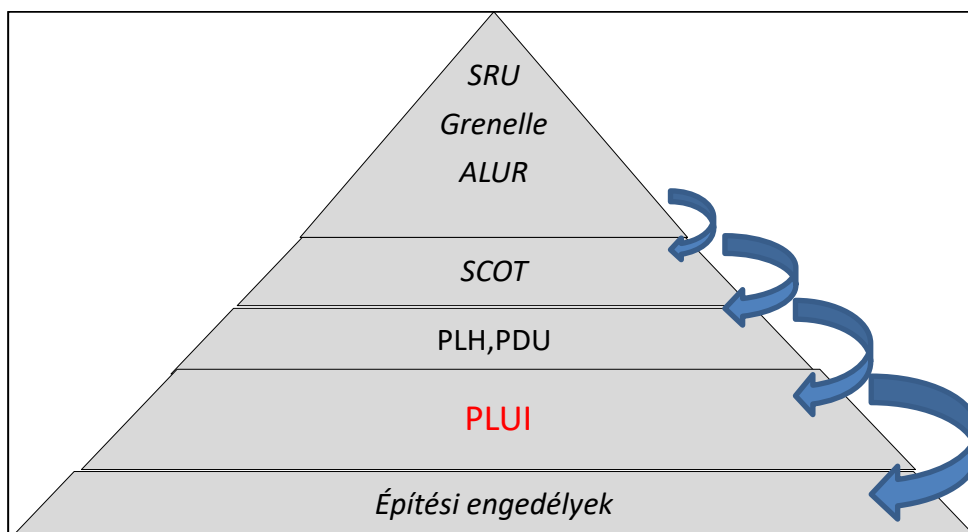 SRU
Grenelle
ALUR
SCOT
PLH,PDU
PLUI
Építési engedélyek